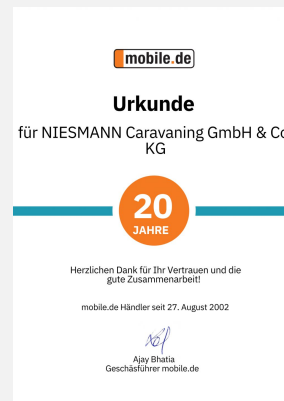 mobile.de
Urkunde
für NIESMANN Caravaning GmbH & Co
KG
20
JAHRE
Herzlichen Dank für Ihr Vertrauen und die
gute Zusammenarbeit!
mobile.de Händler seit 27. August 2002
Ajay Bhatia
Geschäsführer mobile.de